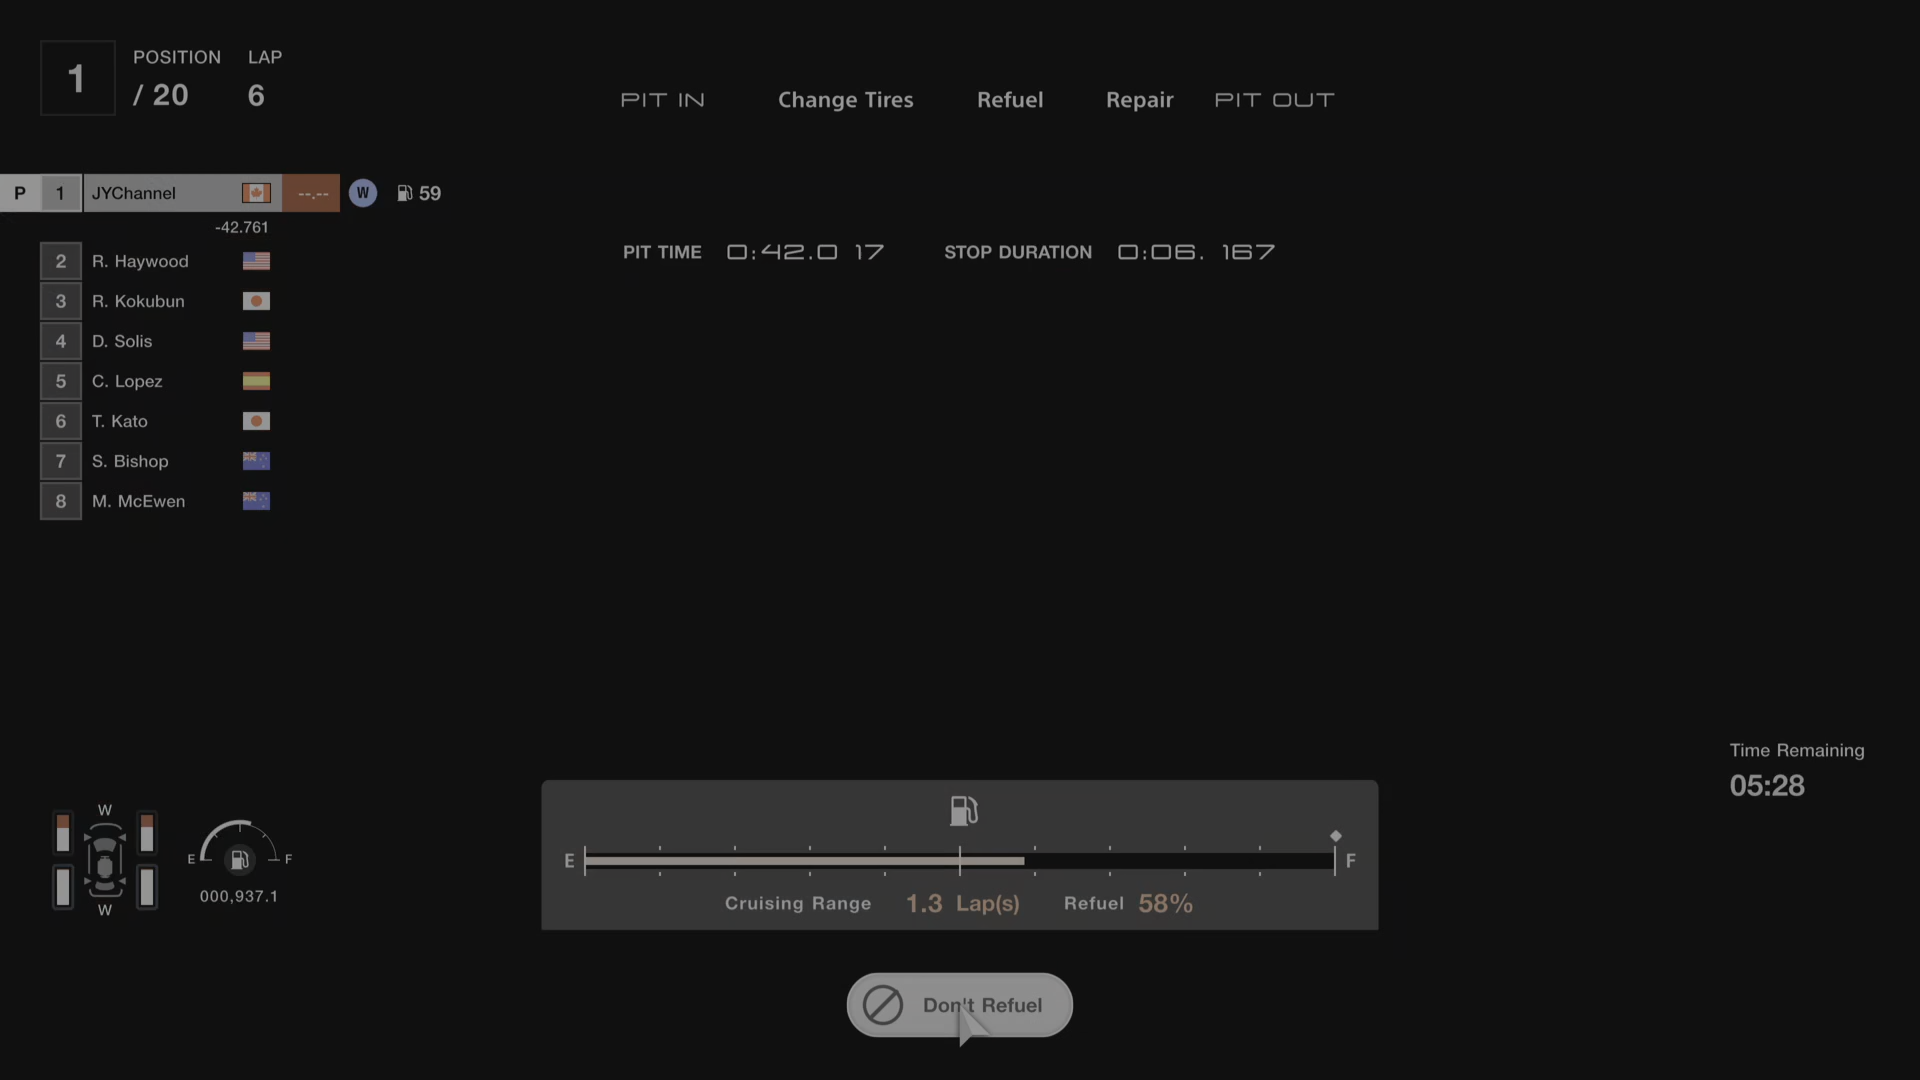 1
POSITION LAP
/ 20 6
PIT IN Change Tires Refuel Repair PIT OUT
P 1 JYChannel --.-- W 59
-42.761
PIT TIME 0:42.017 STOP DURATION 0:06.167
2 R. Haywood
3 R. Kokubun
4 D. Solis
5 C. Lopez
6 T. Kato
7 S. Bishop
8 M. McEwen
Time Remaining
05:28
W
E F
000,937.1
W
E F
Cruising Range 1.3 Lap(s) Refuel 58%
Don't Refuel